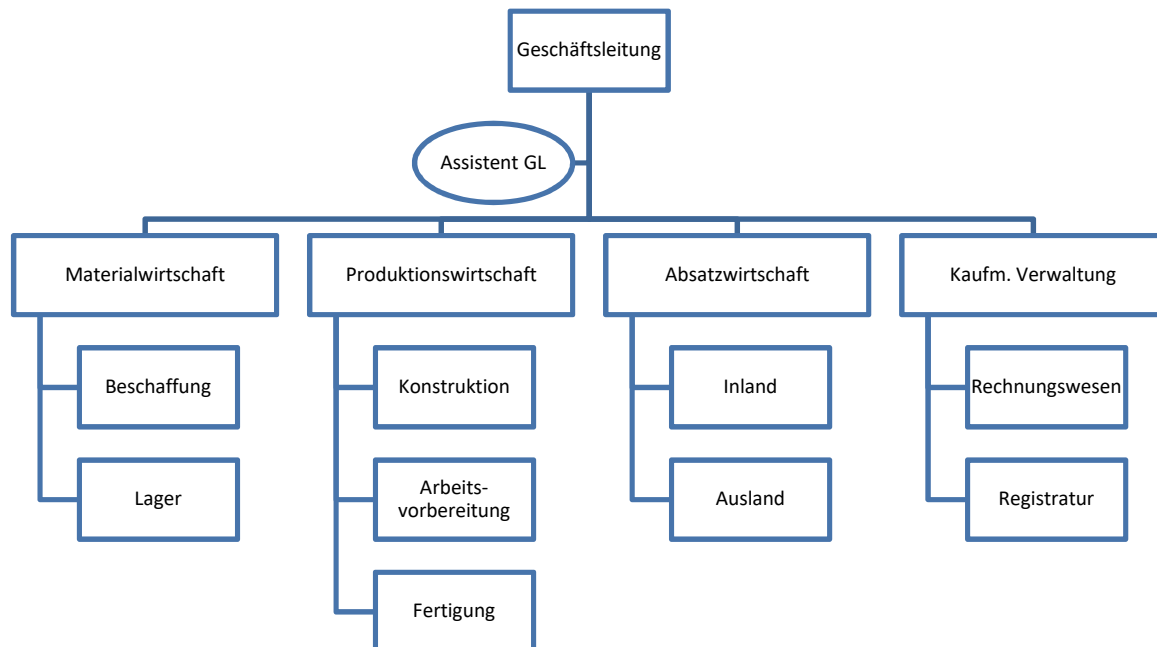 Geschäftsleitung
Assistent GL
Materialwirtschaft
Produktionswirtschaft
Absatzwirtschaft
Kaufm. Verwaltung
Beschaffung
Konstruktion
Inland
Rechnungswesen
Lager
Arbeits-
vorbereitung
Ausland
Registratur
Fertigung